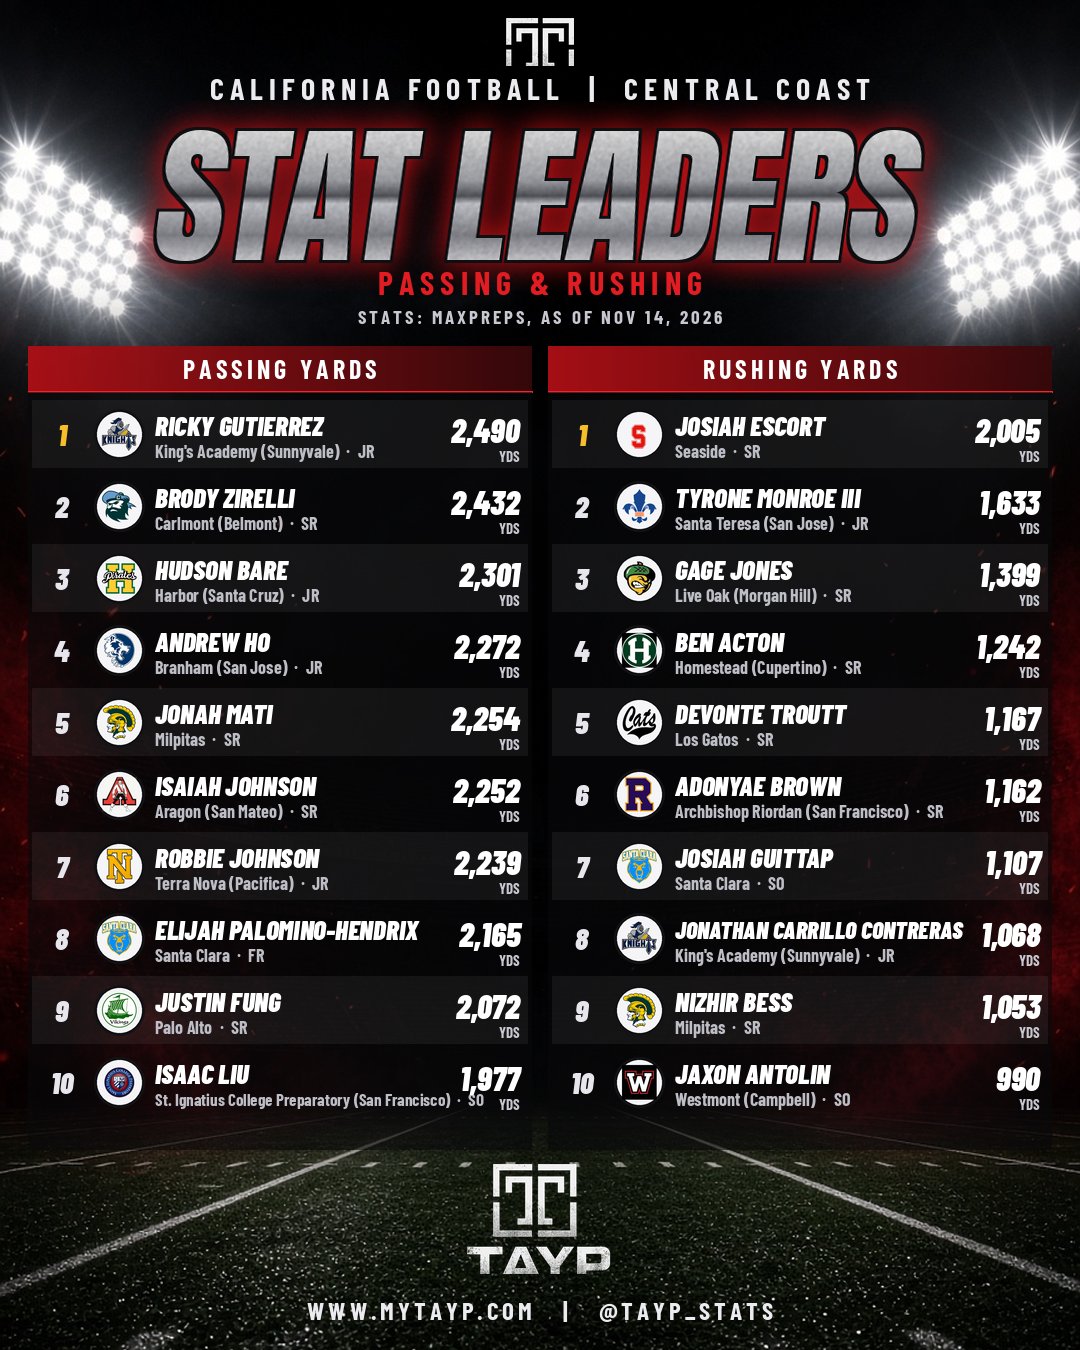 CALIFORNIA FOOTBALL | CENTRAL COAST
STAT LEADERS
PASSING & RUSHING
STATS: MAXPREPS, AS OF NOV 14, 2026
PASSING YARDS
1 RICKY GUTIERREZ 2,490
King's Academy (Sunnyvale) · JR YDS
2 BRODY ZIRELLI 2,432
Carlmont (Belmont) · SR YDS
3 HUDSON BARE 2,301
Harbor (Santa Cruz) · JR YDS
4 ANDREW HO 2,272
Branham (San Jose) · JR YDS
5 JONAH MATI 2,254
Milpitas · SR YDS
6 ISAIAH JOHNSON 2,252
Aragon (San Mateo) · SR YDS
7 ROBBIE JOHNSON 2,239
Terra Nova (Pacifica) · JR YDS
8 ELIJAH PALOMINO-HENDRIX 2,165
Santa Clara · FR YDS
9 JUSTIN FUNG 2,072
Palo Alto · SR YDS
10 ISAAC LIU 1,977
St. Ignatius College Preparatory (San Francisco) · SO YDS
RUSHING YARDS
1 JOSIAH ESCORT 2,005
Seaside · SR YDS
2 TYRONE MONROE III 1,633
Santa Teresa (San Jose) · JR YDS
3 GAGE JONES 1,399
Live Oak (Morgan Hill) · SR YDS
4 BEN ACTON 1,242
Homestead (Cupertino) · SR YDS
5 DEVONTE TROUTT 1,167
Los Gatos · SR YDS
6 ADONYAE BROWN 1,162
Archbishop Riordan (San Francisco) · SR YDS
7 JOSIAH GUITTAP 1,107
Santa Clara · SO YDS
8 JONATHAN CARRILLO CONTRERAS 1,068
King's Academy (Sunnyvale) · JR YDS
9 NIZHIR BESS 1,053
Milpitas · SR YDS
10 JAXON ANTOLIN 990
Westmont (Campbell) · SO YDS
TAYP
WWW.MYTAYP.COM | @TAYP_STATS